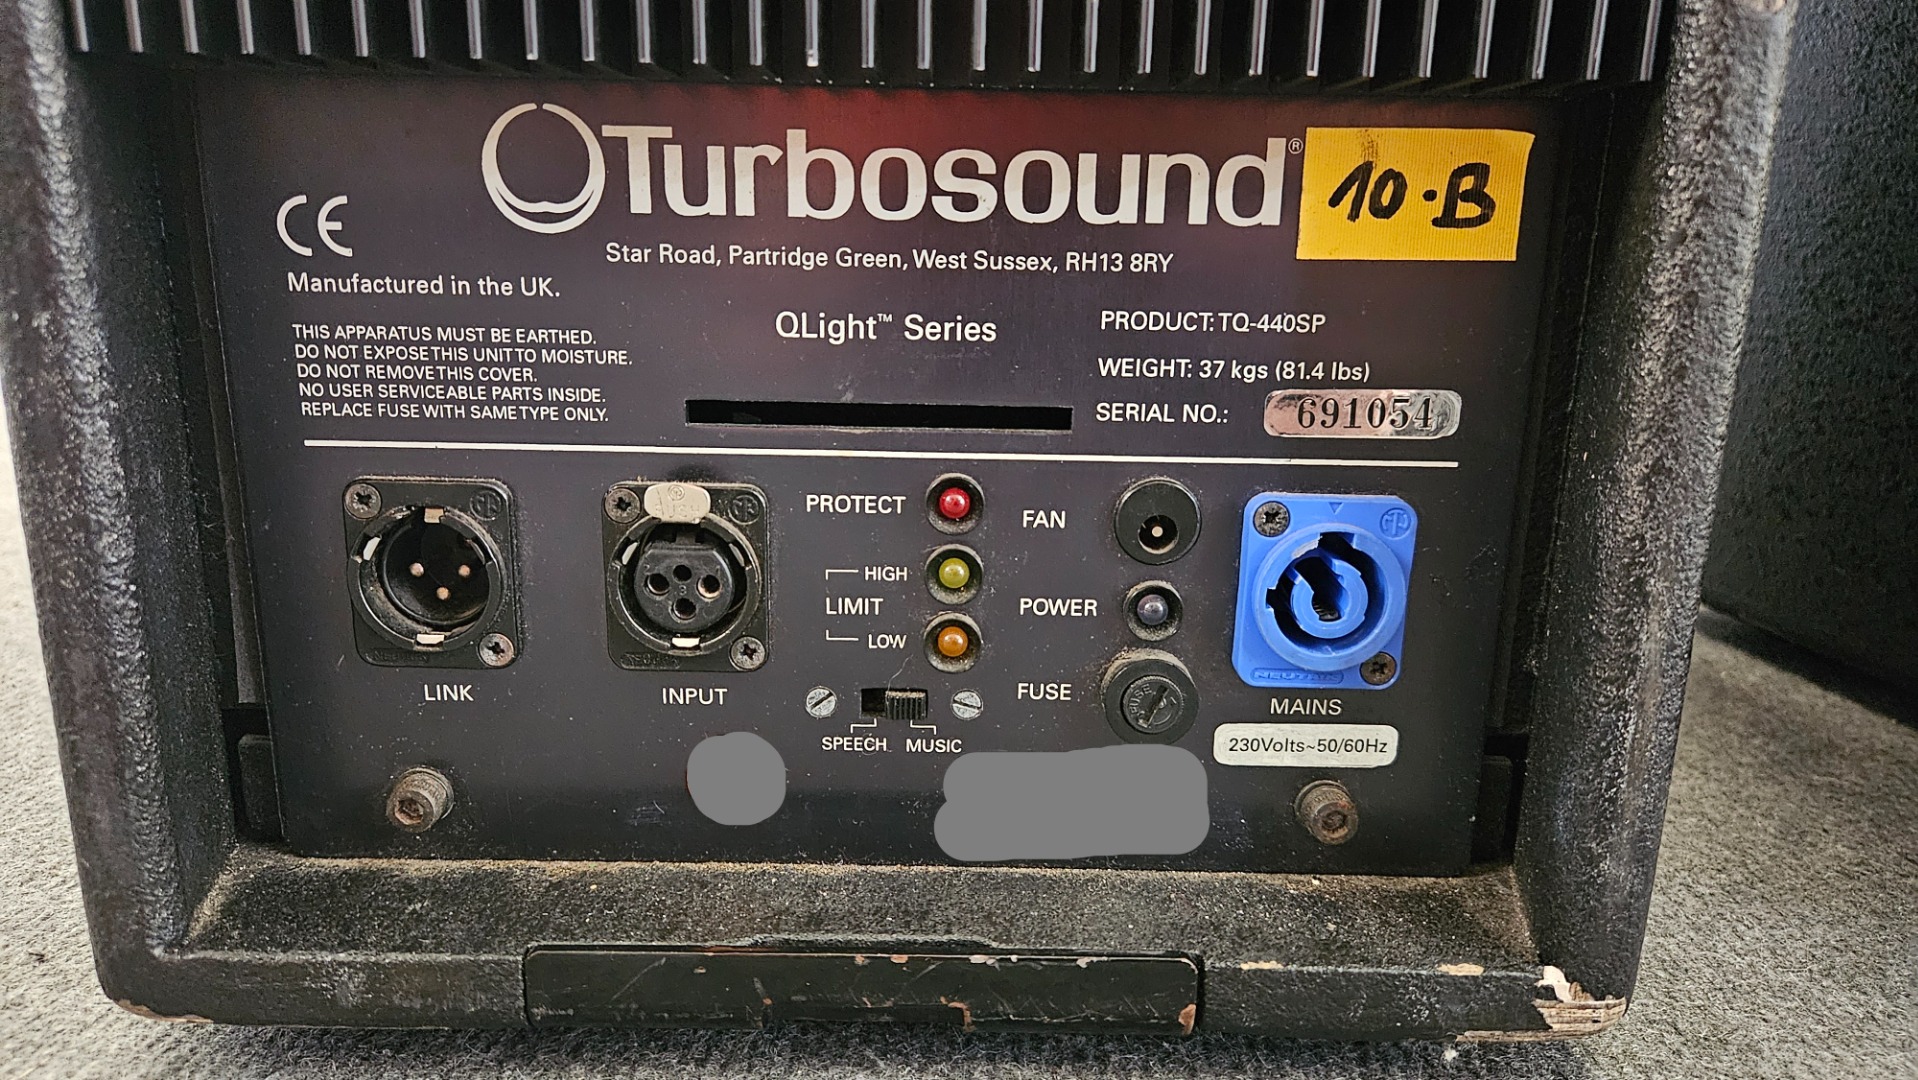 Turbosound®
10·B
CE
Star Road, Partridge Green, West Sussex, RH13 8RY
Manufactured in the UK.
THIS APPARATUS MUST BE EARTHED.
DO NOT EXPOSE THIS UNIT TO MOISTURE.
DO NOT REMOVE THIS COVER.
NO USER SERVICEABLE PARTS INSIDE.
REPLACE FUSE WITH SAME TYPE ONLY.
QLight™ Series
PRODUCT: TQ-440SP
WEIGHT: 37 kgs (81.4 lbs)
SERIAL NO.: 691054
LINK
INPUT
PROTECT
HIGH
LIMIT
LOW
SPEECH MUSIC
FAN
POWER
FUSE
NEUTRIK
MAINS
230Volts~50/60Hz